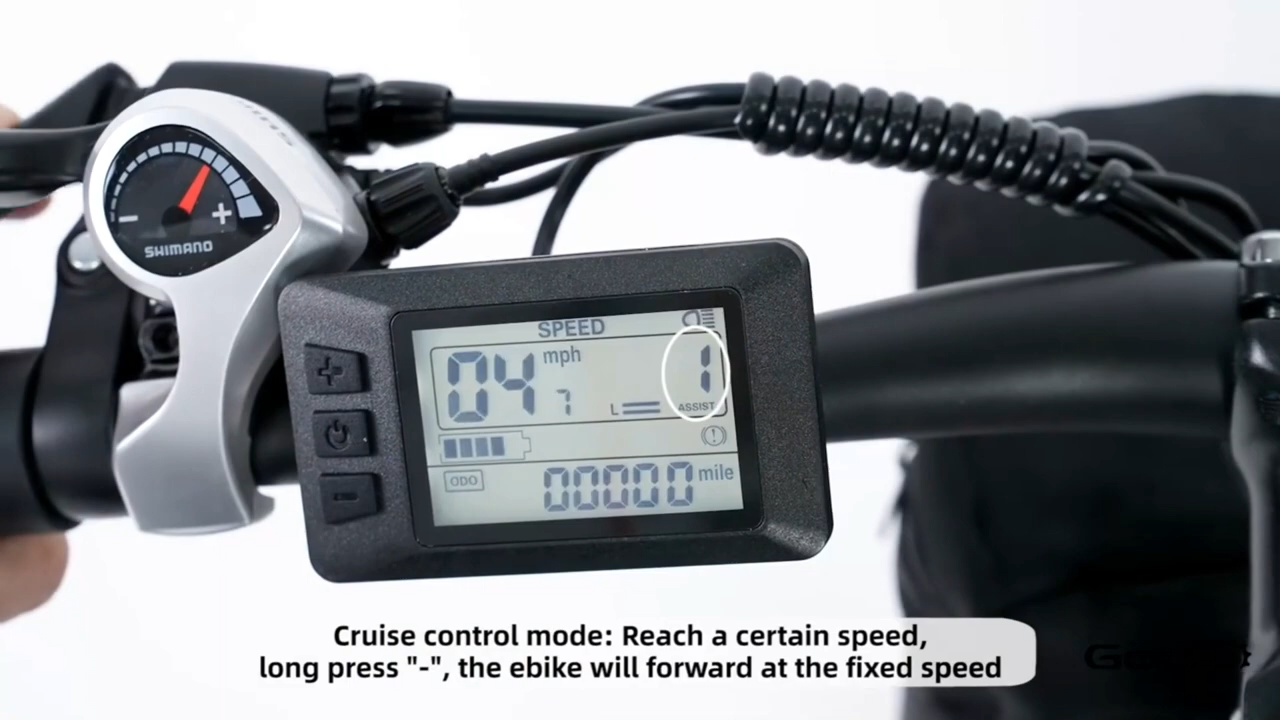 SHIMANO
SPEED
04 mph
7
L
1
ASSIST
ODO
00000 mile
Cruise control mode: Reach a certain speed,
long press "-", the ebike will forward at the fixed speed